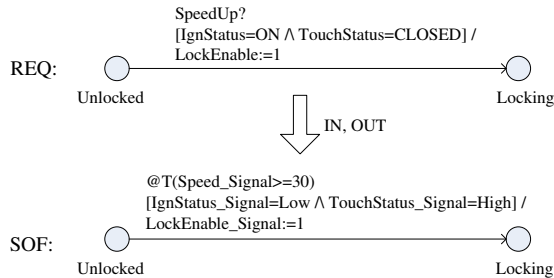 SpeedUp?
[IgnStatus=ON /\ TouchStatus=CLOSED] /
LockEnable:=1
REQ:
Unlocked
Locking
IN, OUT
@T(Speed_Signal>=30)
[IgnStatus_Signal=Low /\ TouchStatus_Signal=High] /
LockEnable_Signal:=1
SOF:
Unlocked
Locking